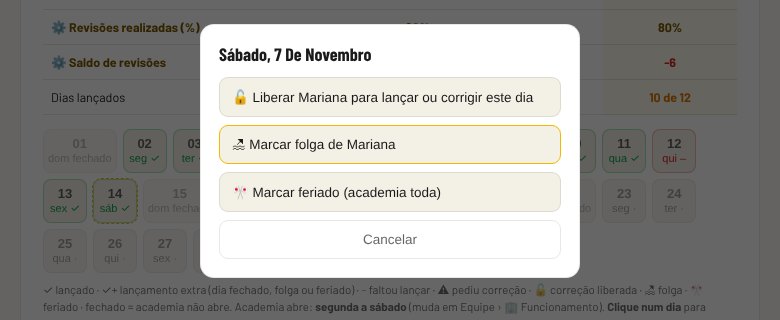 ⚙️ Revisões realizadas (%) 80%
⚙️ Saldo de revisões -6
Dias lançados 10 de 12
Sábado, 7 De Novembro
🔓 Liberar Mariana para lançar ou corrigir este dia
🏖 Marcar folga de Mariana
🎌 Marcar feriado (academia toda)
Cancelar
01 02 03 11 12
dom fechado seg ✓ ter qua ✓ qui –
13 14 15 23 24
sex ✓ sáb ✓ dom fecha do seg · ter ·
25 26 27
qua · qui · sex ·
✓ lançado · ✓+ lançamento extra (dia fechado, folga ou feriado) · – faltou lançar · ⚠ pediu correção · 🔓 correção liberada · 🏖 folga · 🎌
feriado · fechado = academia não abre. Academia abre: segunda a sábado (muda em Equipe › 🏢 Funcionamento). Clique num dia para